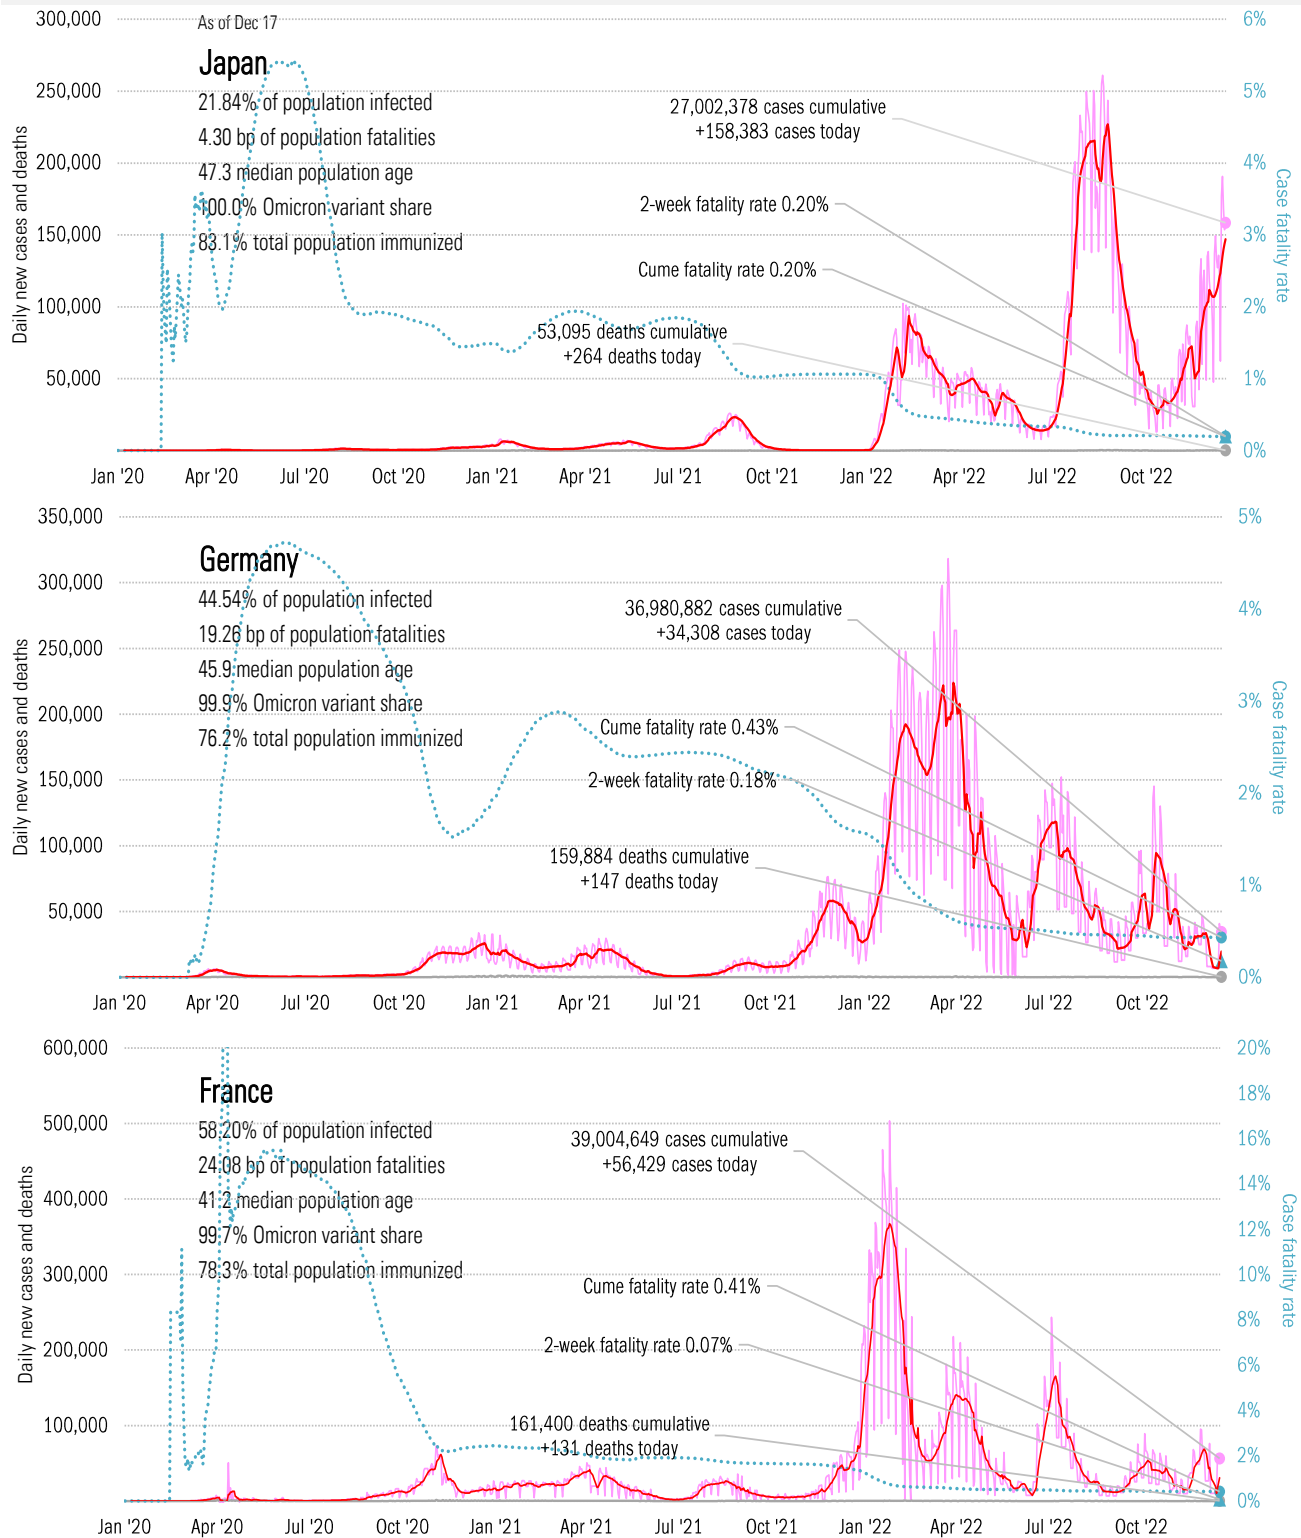 As of Dec 17
Japan
21.84% of population infected
4.30 bp of population fatalities
47.3 median population age
100.0% Omicron variant share
83.1% total population immunized
27,002,378 cases cumulative
+158,383 cases today
2-week fatality rate 0.20%
Cume fatality rate 0.20%
53,095 deaths cumulative
+264 deaths today
Daily new cases and deaths
300,000
250,000
200,000
150,000
100,000
50,000
6%
5%
4%
3%
2%
1%
0%
Case fatality rate
Jan '20 Apr '20 Jul '20 Oct '20 Jan '21 Apr '21 Jul '21 Oct '21 Jan '22 Apr '22 Jul '22 Oct '22
Germany
44.54% of population infected
19.26 bp of population fatalities
45.9 median population age
99.9% Omicron variant share
76.2% total population immunized
36,980,882 cases cumulative
+34,308 cases today
Cume fatality rate 0.43%
2-week fatality rate 0.18%
159,884 deaths cumulative
+147 deaths today
Daily new cases and deaths
350,000
300,000
250,000
200,000
150,000
100,000
50,000
5%
4%
3%
2%
1%
0%
Case fatality rate
Jan '20 Apr '20 Jul '20 Oct '20 Jan '21 Apr '21 Jul '21 Oct '21 Jan '22 Apr '22 Jul '22 Oct '22
France
58.20% of population infected
24.08 bp of population fatalities
41.2 median population age
99.7% Omicron variant share
78.3% total population immunized
39,004,649 cases cumulative
+56,429 cases today
Cume fatality rate 0.41%
2-week fatality rate 0.07%
161,400 deaths cumulative
+131 deaths today
Daily new cases and deaths
600,000
500,000
400,000
300,000
200,000
100,000
20%
18%
16%
14%
12%
10%
8%
6%
4%
2%
0%
Case fatality rate
Jan '20 Apr '20 Jul '20 Oct '20 Jan '21 Apr '21 Jul '21 Oct '21 Jan '22 Apr '22 Jul '22 Oct '22